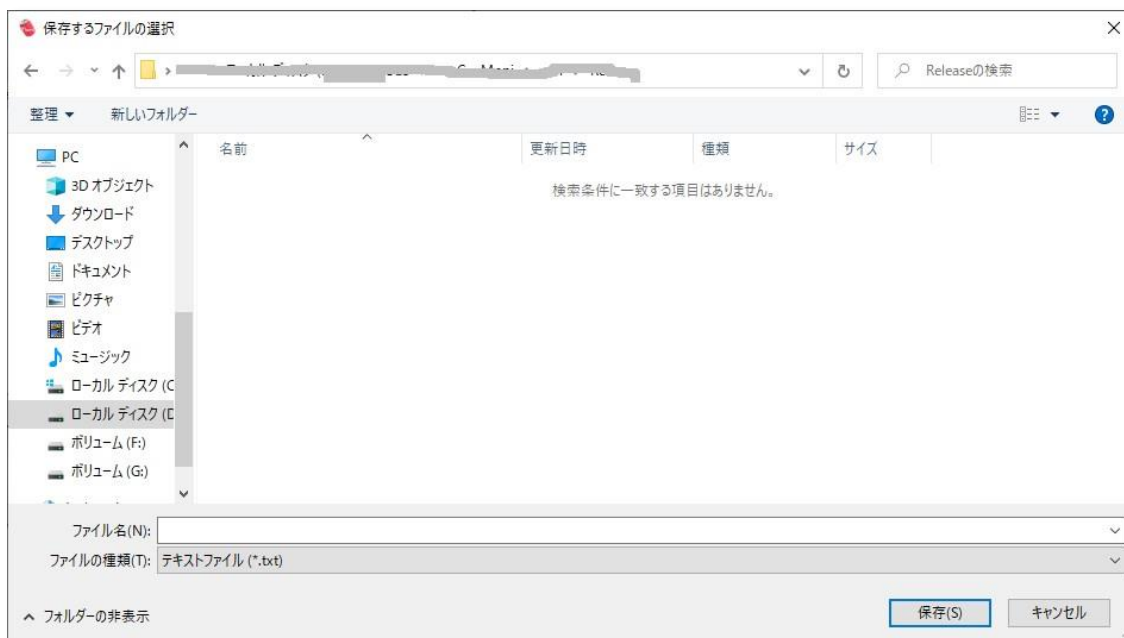 保存するファイルの選択
Releaseの検索
整理 新しいフォルダー
名前 更新日時 種類 サイズ
検索条件に一致する項目はありません。
PC
3D オブジェクト
ダウンロード
デスクトップ
ドキュメント
ピクチャ
ビデオ
ミュージック
ローカル ディスク (C
ローカル ディスク (D
ボリューム (F:)
ボリューム (G:)
ファイル名(N):
ファイルの種類(T): テキストファイル (*.txt)
フォルダーの非表示 保存(S) キャンセル